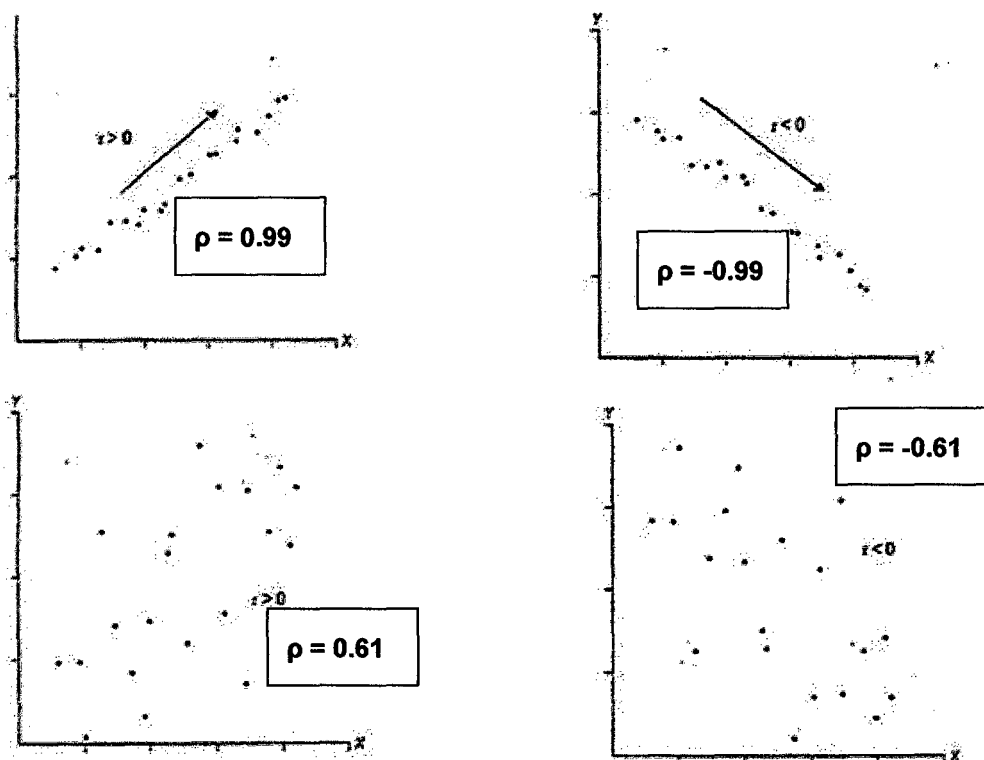 r>0
ρ = 0.99
X
Y
r<0
ρ = -0.99
X
Y
r>0
ρ = 0.61
X
Y
ρ = -0.61
r<0
X